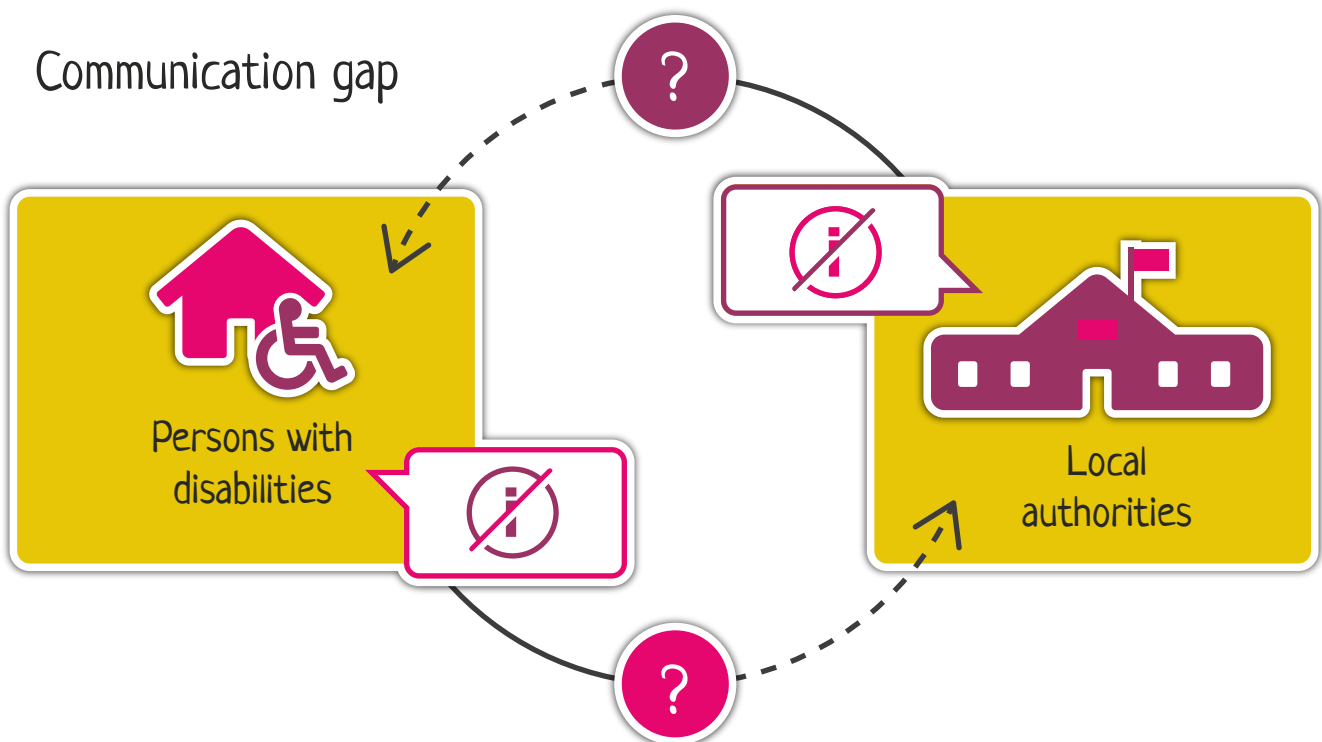 Communication gap
?
i
Persons with
disabilities
i
Local
authorities
?